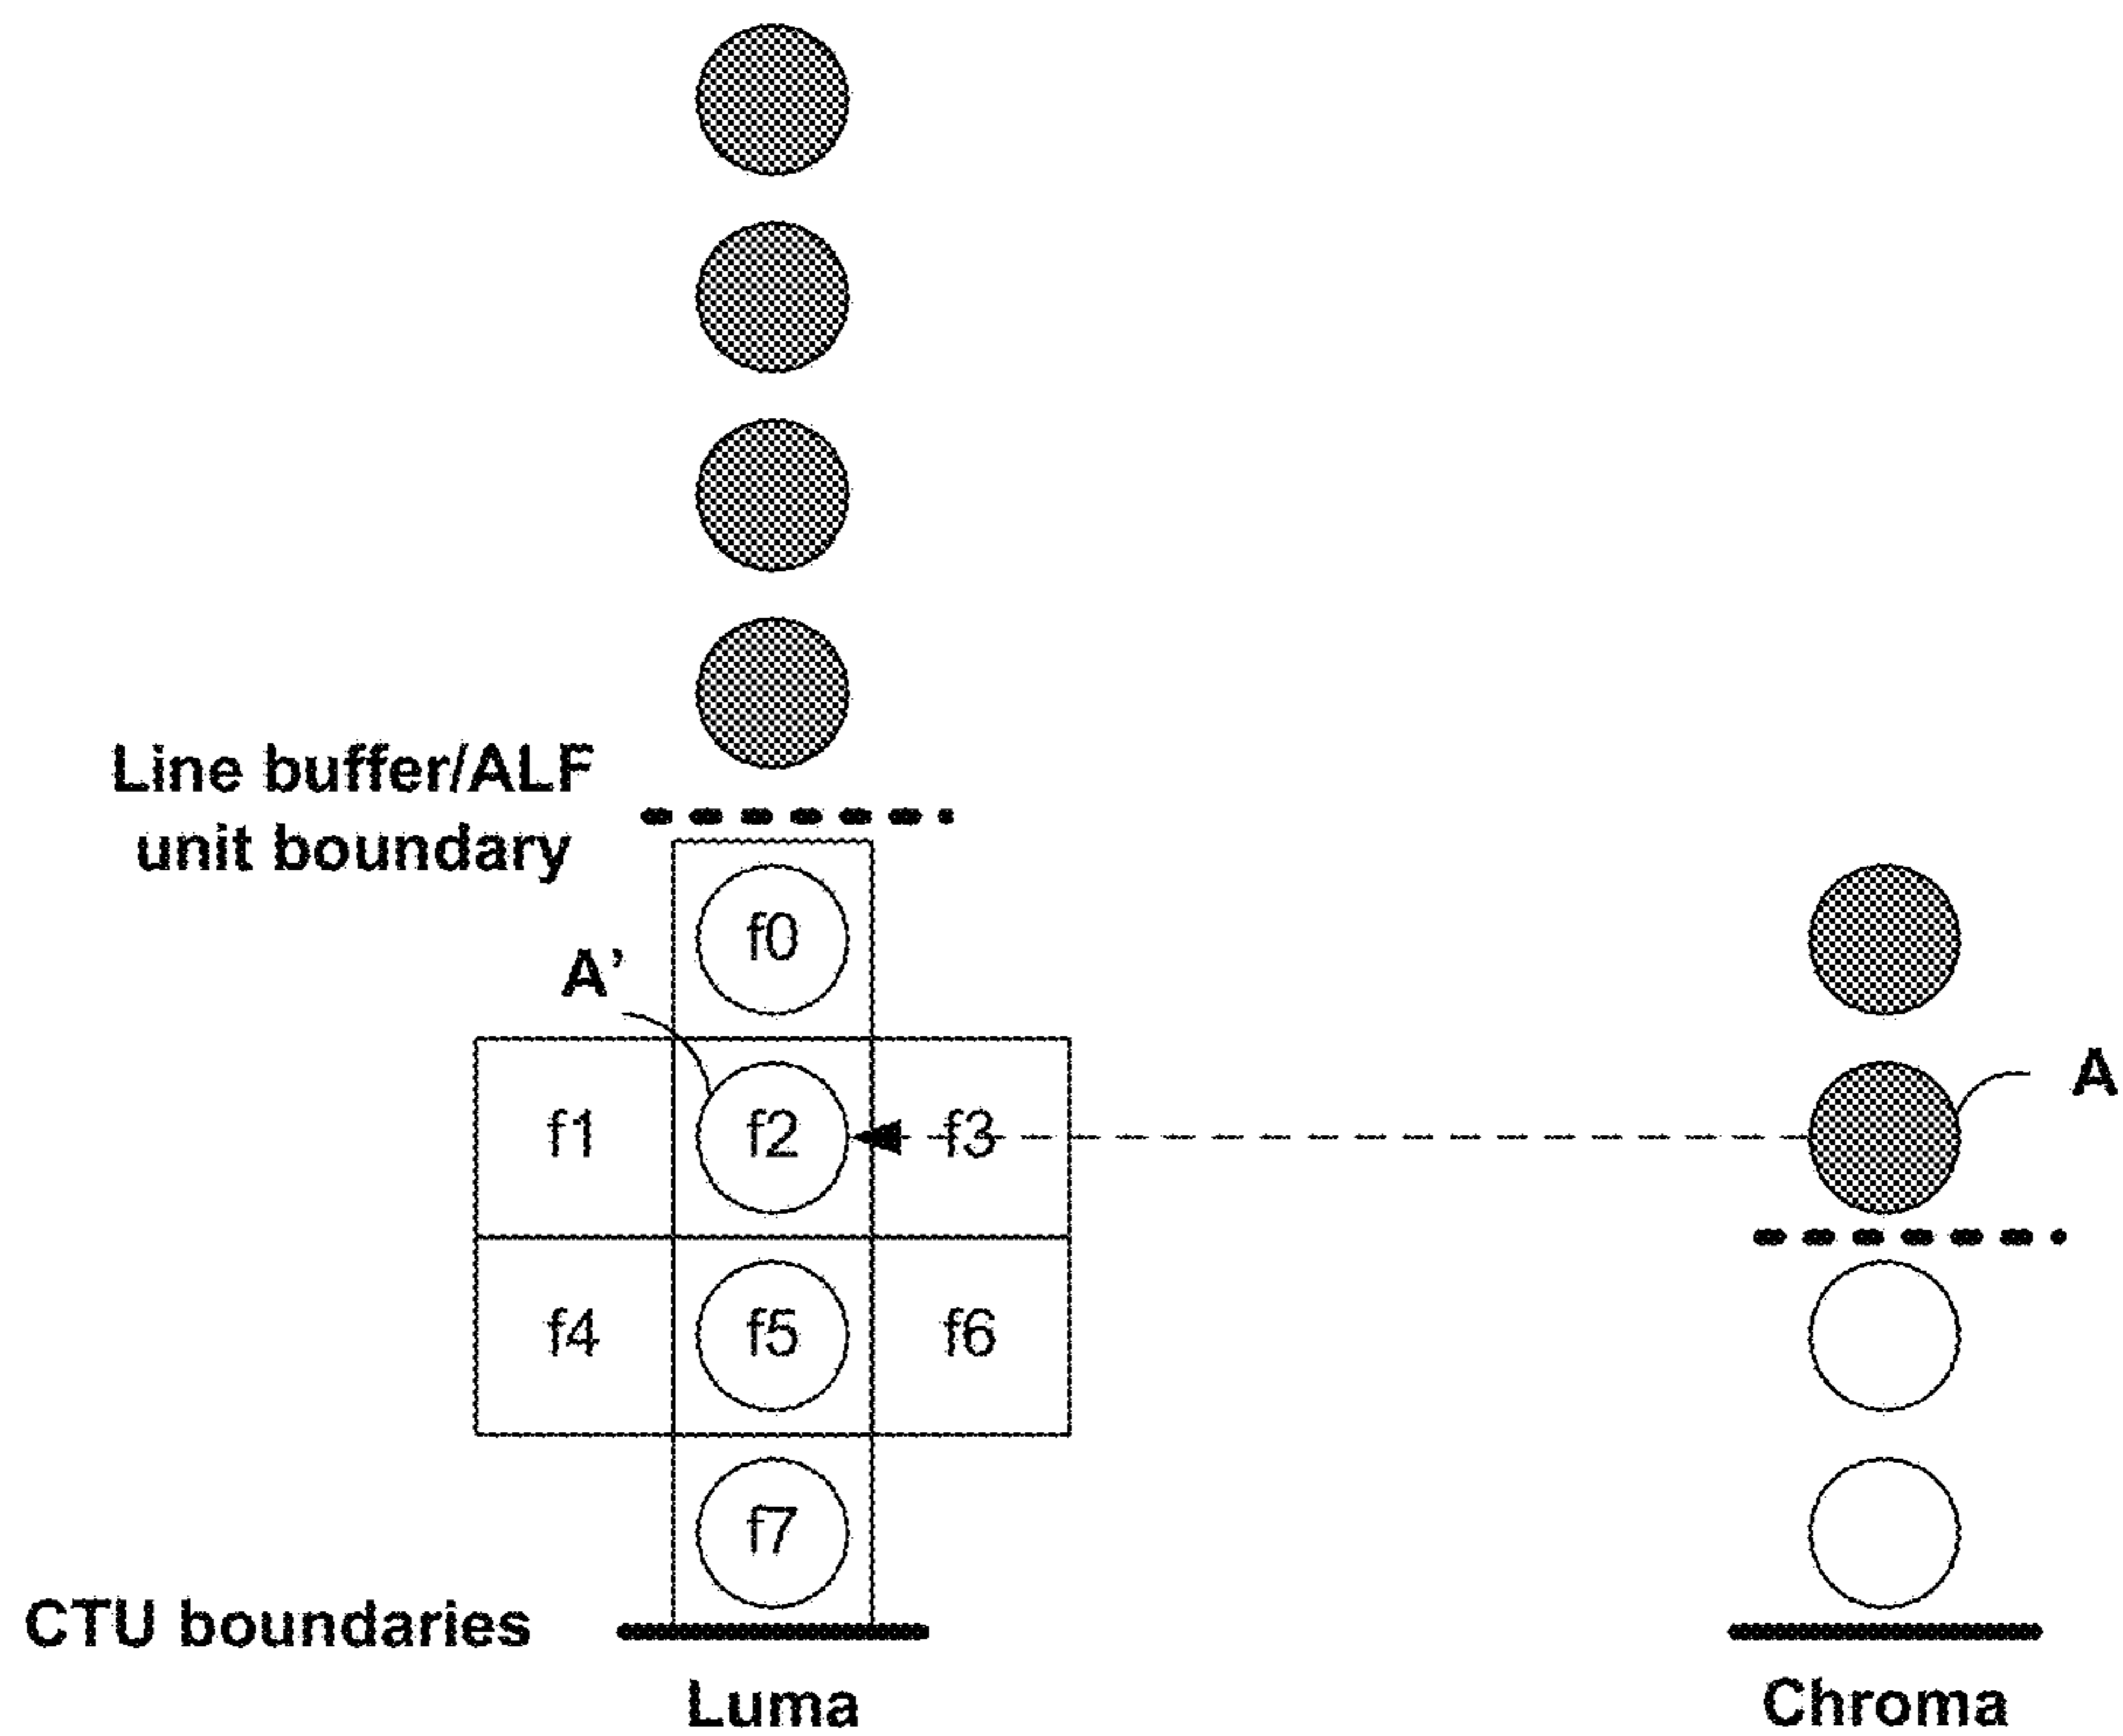 Line buffer/ALF
unit boundary
f0
A’
A
f1 f2 f3
f4 f5 f6
f7
CTU boundaries
Luma Chroma